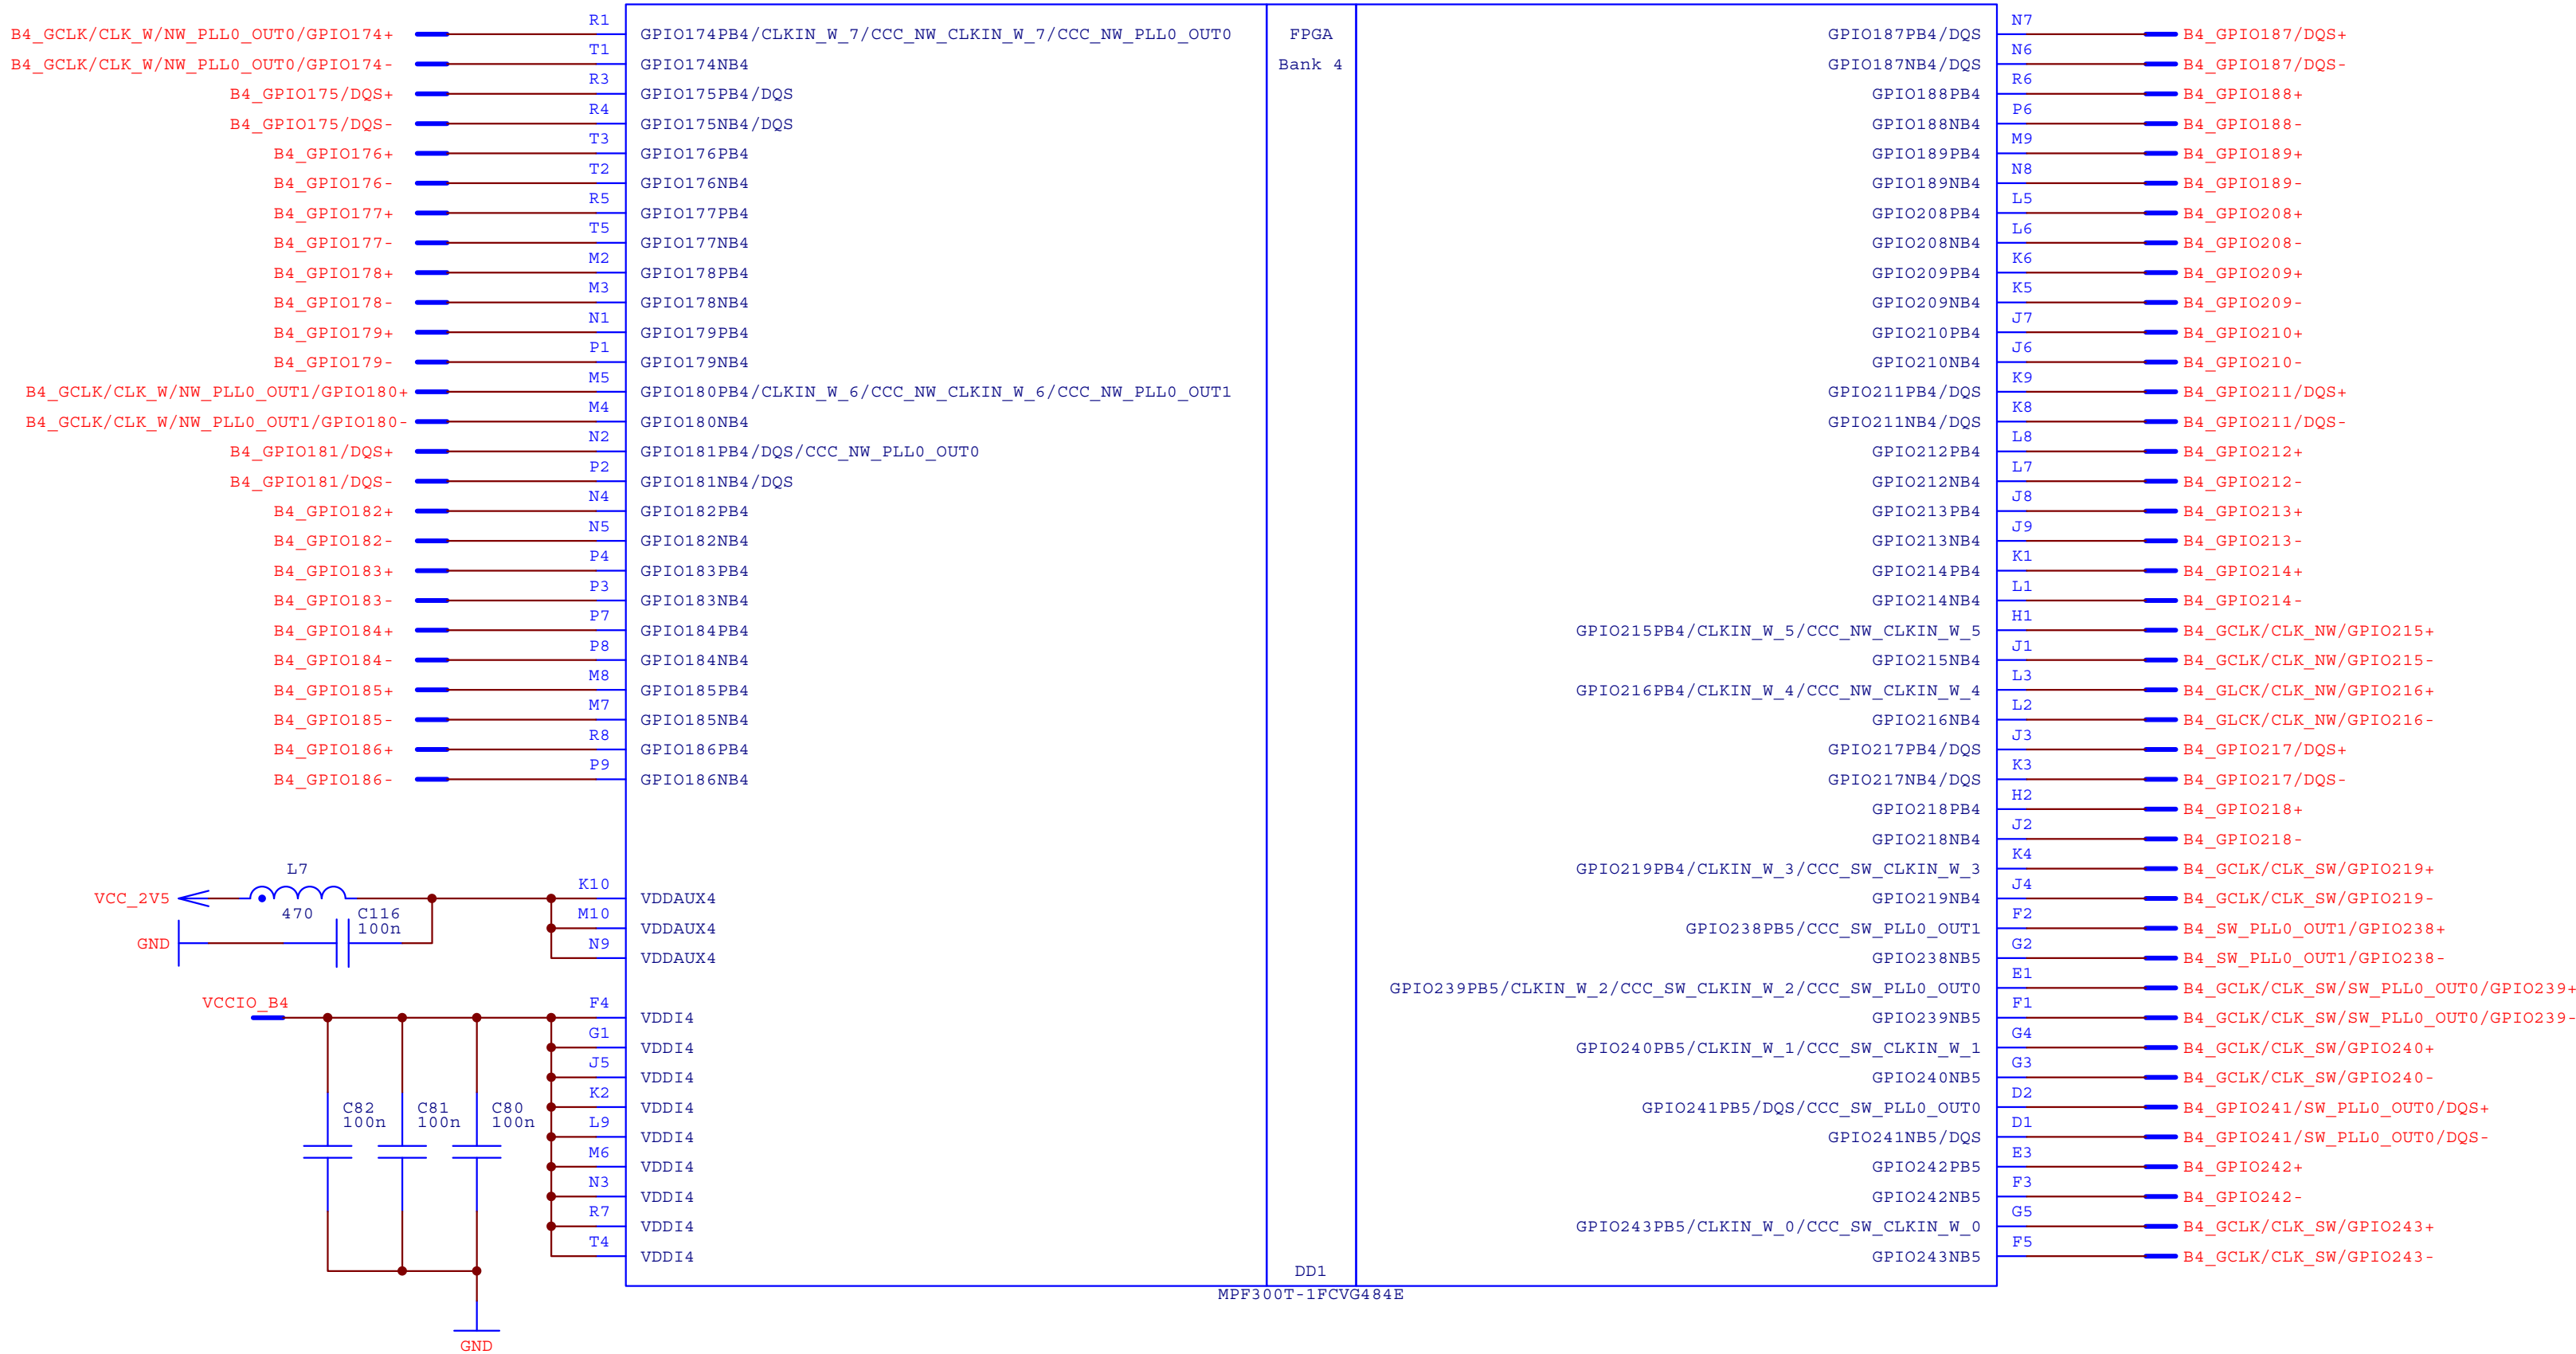 R1
B4_GCLK/CLK_W/NW_PLL0_OUT0/GPIO174+ GPIO174PB4/CLKIN_W_7/CCC_NW_CLKIN_W_7/CCC_NW_PLL0_OUT0
T1
B4_GCLK/CLK_W/NW_PLL0_OUT0/GPIO174- GPIO174NB4
R3
B4_GPIO175/DQS+ GPIO175PB4/DQS
R4
B4_GPIO175/DQS- GPIO175NB4/DQS
T3
B4_GPIO176+ GPIO176PB4
T2
B4_GPIO176- GPIO176NB4
R5
B4_GPIO177+ GPIO177PB4
T5
B4_GPIO177- GPIO177NB4
M2
B4_GPIO178+ GPIO178PB4
M3
B4_GPIO178- GPIO178NB4
N1
B4_GPIO179+ GPIO179PB4
P1
B4_GPIO179- GPIO179NB4
M5
B4_GCLK/CLK_W/NW_PLL0_OUT1/GPIO180+ GPIO180PB4/CLKIN_W_6/CCC_NW_CLKIN_W_6/CCC_NW_PLL0_OUT1
M4
B4_GCLK/CLK_W/NW_PLL0_OUT1/GPIO180- GPIO180NB4
N2
B4_GPIO181/DQS+ GPIO181PB4/DQS/CCC_NW_PLL0_OUT0
P2
B4_GPIO181/DQS- GPIO181NB4/DQS
N4
B4_GPIO182+ GPIO182PB4
N5
B4_GPIO182- GPIO182NB4
P4
B4_GPIO183+ GPIO183PB4
P3
B4_GPIO183- GPIO183NB4
P7
B4_GPIO184+ GPIO184PB4
P8
B4_GPIO184- GPIO184NB4
M8
B4_GPIO185+ GPIO185PB4
M7
B4_GPIO185- GPIO185NB4
R8
B4_GPIO186+ GPIO186PB4
P9
B4_GPIO186- GPIO186NB4
L7
K10
VCC_2V5 VDDAUX4
470 C116 M10
100n VDDAUX4
GND N9
VDDAUX4
VCCIO_B4 F4
VDDI4
G1
VDDI4
J5
VDDI4
K2
VDDI4
C82 C81 C80
100n 100n 100n
L9
VDDI4
M6
VDDI4
N3
VDDI4
R7
VDDI4
T4
VDDI4
GND
FPGA
Bank 4
DD1
MPF300T-1FCVG484E
N7
GPIO187PB4/DQS B4_GPIO187/DQS+
N6
GPIO187NB4/DQS B4_GPIO187/DQS-
R6
GPIO188PB4 B4_GPIO188+
P6
GPIO188NB4 B4_GPIO188-
M9
GPIO189PB4 B4_GPIO189+
N8
GPIO189NB4 B4_GPIO189-
L5
GPIO208PB4 B4_GPIO208+
L6
GPIO208NB4 B4_GPIO208-
K6
GPIO209PB4 B4_GPIO209+
K5
GPIO209NB4 B4_GPIO209-
J7
GPIO210PB4 B4_GPIO210+
J6
GPIO210NB4 B4_GPIO210-
K9
GPIO211PB4/DQS B4_GPIO211/DQS+
K8
GPIO211NB4/DQS B4_GPIO211/DQS-
L8
GPIO212PB4 B4_GPIO212+
L7
GPIO212NB4 B4_GPIO212-
J8
GPIO213PB4 B4_GPIO213+
J9
GPIO213NB4 B4_GPIO213-
K1
GPIO214PB4 B4_GPIO214+
L1
GPIO214NB4 B4_GPIO214-
H1
GPIO215PB4/CLKIN_W_5/CCC_NW_CLKIN_W_5 B4_GCLK/CLK_NW/GPIO215+
J1
GPIO215NB4 B4_GCLK/CLK_NW/GPIO215-
L3
GPIO216PB4/CLKIN_W_4/CCC_NW_CLKIN_W_4 B4_GLCK/CLK_NW/GPIO216+
L2
GPIO216NB4 B4_GLCK/CLK_NW/GPIO216-
J3
GPIO217PB4/DQS B4_GPIO217/DQS+
K3
GPIO217NB4/DQS B4_GPIO217/DQS-
H2
GPIO218PB4 B4_GPIO218+
J2
GPIO218NB4 B4_GPIO218-
K4
GPIO219PB4/CLKIN_W_3/CCC_SW_CLKIN_W_3 B4_GCLK/CLK_SW/GPIO219+
J4
GPIO219NB4 B4_GCLK/CLK_SW/GPIO219-
F2
GPIO238PB5/CCC_SW_PLL0_OUT1 B4_SW_PLL0_OUT1/GPIO238+
G2
GPIO238NB5 B4_SW_PLL0_OUT1/GPIO238-
E1
GPIO239PB5/CLKIN_W_2/CCC_SW_CLKIN_W_2/CCC_SW_PLL0_OUT0 B4_GCLK/CLK_SW/SW_PLL0_OUT0/GPIO239+
F1
GPIO239NB5 B4_GCLK/CLK_SW/SW_PLL0_OUT0/GPIO239-
G4
GPIO240PB5/CLKIN_W_1/CCC_SW_CLKIN_W_1 B4_GCLK/CLK_SW/GPIO240+
G3
GPIO240NB5 B4_GCLK/CLK_SW/GPIO240-
D2
GPIO241PB5/DQS/CCC_SW_PLL0_OUT0 B4_GPIO241/SW_PLL0_OUT0/DQS+
D1
GPIO241NB5/DQS B4_GPIO241/SW_PLL0_OUT0/DQS-
E3
GPIO242PB5 B4_GPIO242+
F3
GPIO242NB5 B4_GPIO242-
G5
GPIO243PB5/CLKIN_W_0/CCC_SW_CLKIN_W_0 B4_GCLK/CLK_SW/GPIO243+
F5
GPIO243NB5 B4_GCLK/CLK_SW/GPIO243-